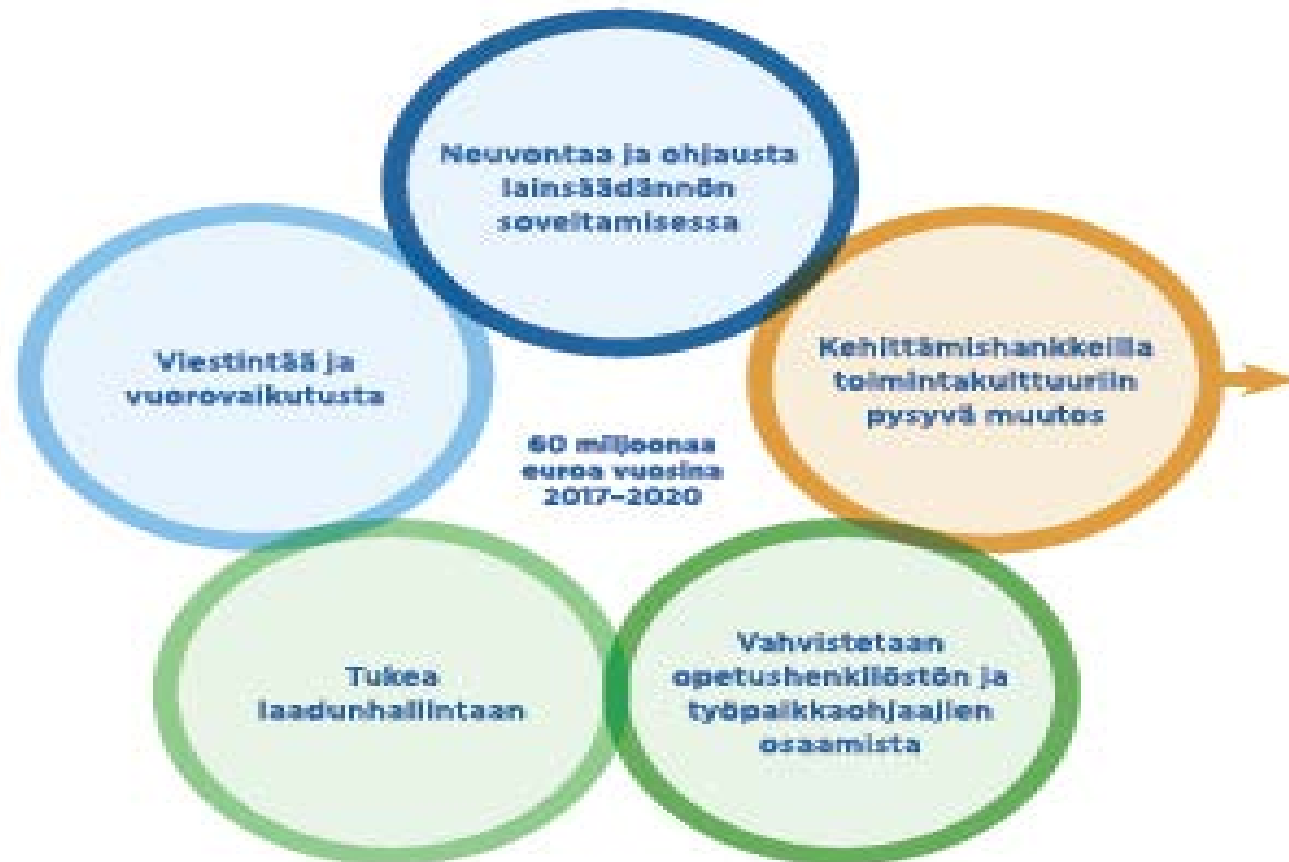 Neuvontaa ja ohjausta
lainsäädännön
soveltamisessa
Viestintää ja
vuorovaikutusta
Kehittämishankkeilla
toimintakulttuuriin
pysyvä muutos
60 miljoonaa
euroa vuosina
2017–2020
Tukea
laadunhallintaan
Vahvistetaan
opetushenkilöstön ja
työpaikkaohjaajien
osaamista